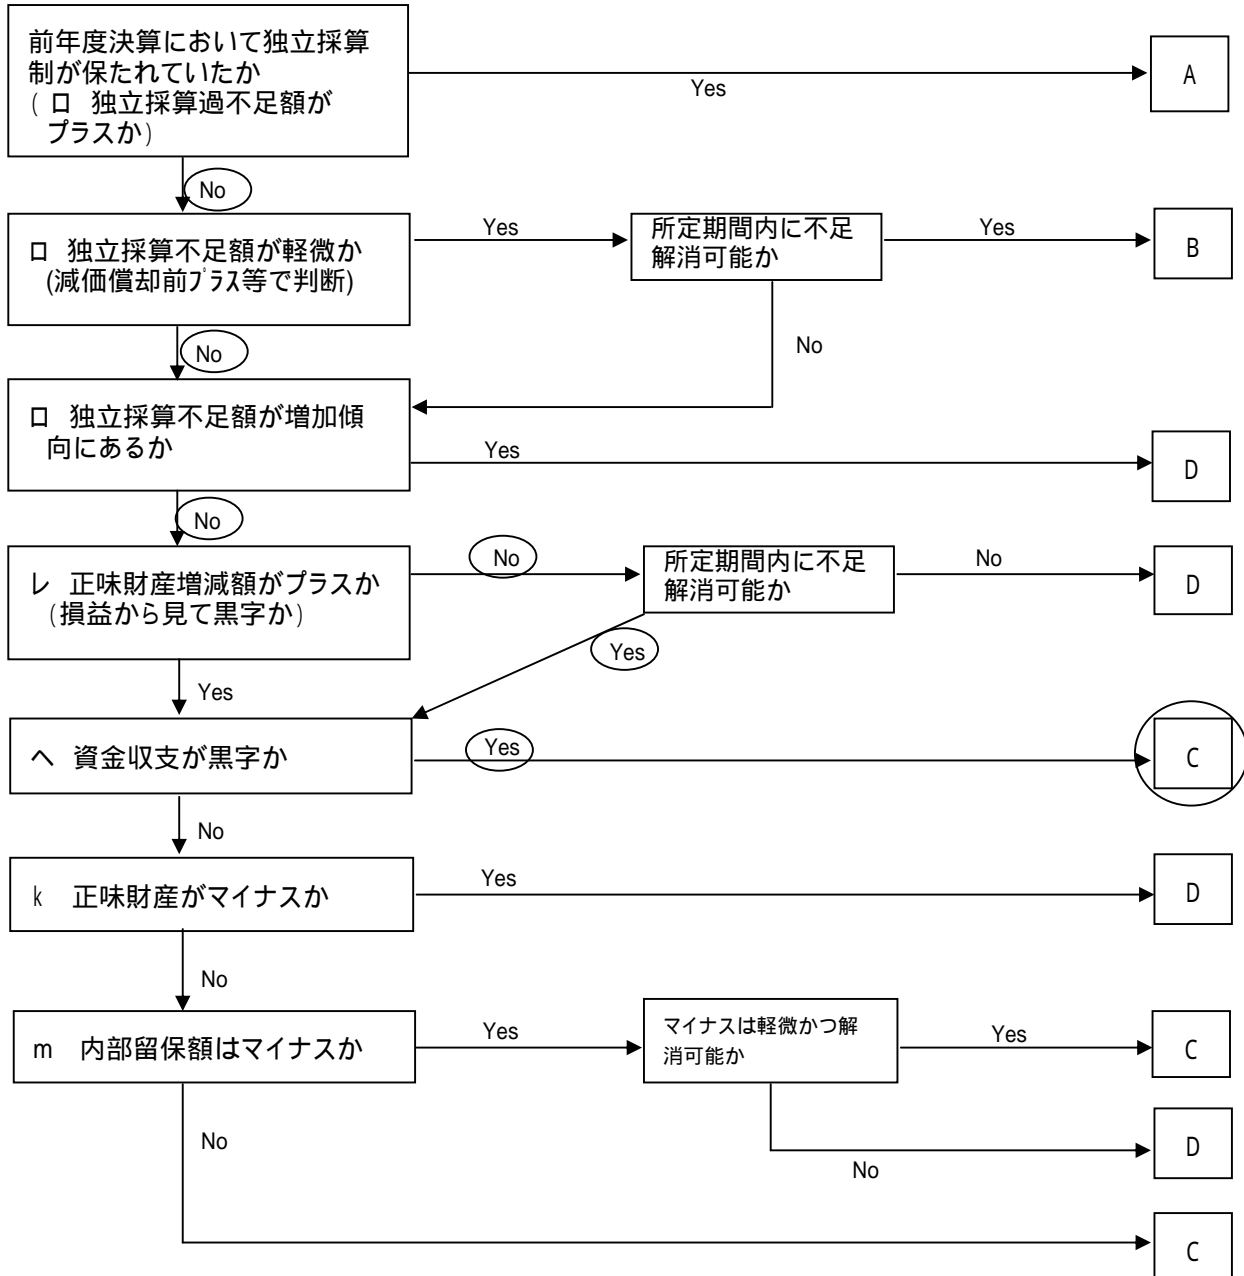 前年度決算において独立採算
制が保たれていたか
(ロ 独立採算過不足額が
プラスか)
Yes
A
No
ロ 独立採算不足額が軽微か
(減価償却前プラス等で判断)
Yes
所定期間内に不足
解消可能か
Yes
B
No
No
ロ 独立採算不足額が増加傾
向にあるか
Yes
D
No
レ 正味財産増減額がプラスか
(損益から見て黒字か)
No
所定期間内に不足
解消可能か
No
D
Yes
Yes
ヘ 資金収支が黒字か
Yes
C
No
k 正味財産がマイナスか
Yes
D
No
m 内部留保額はマイナスか
Yes
マイナスは軽微かつ解
消可能か
Yes
C
No
No
D
C